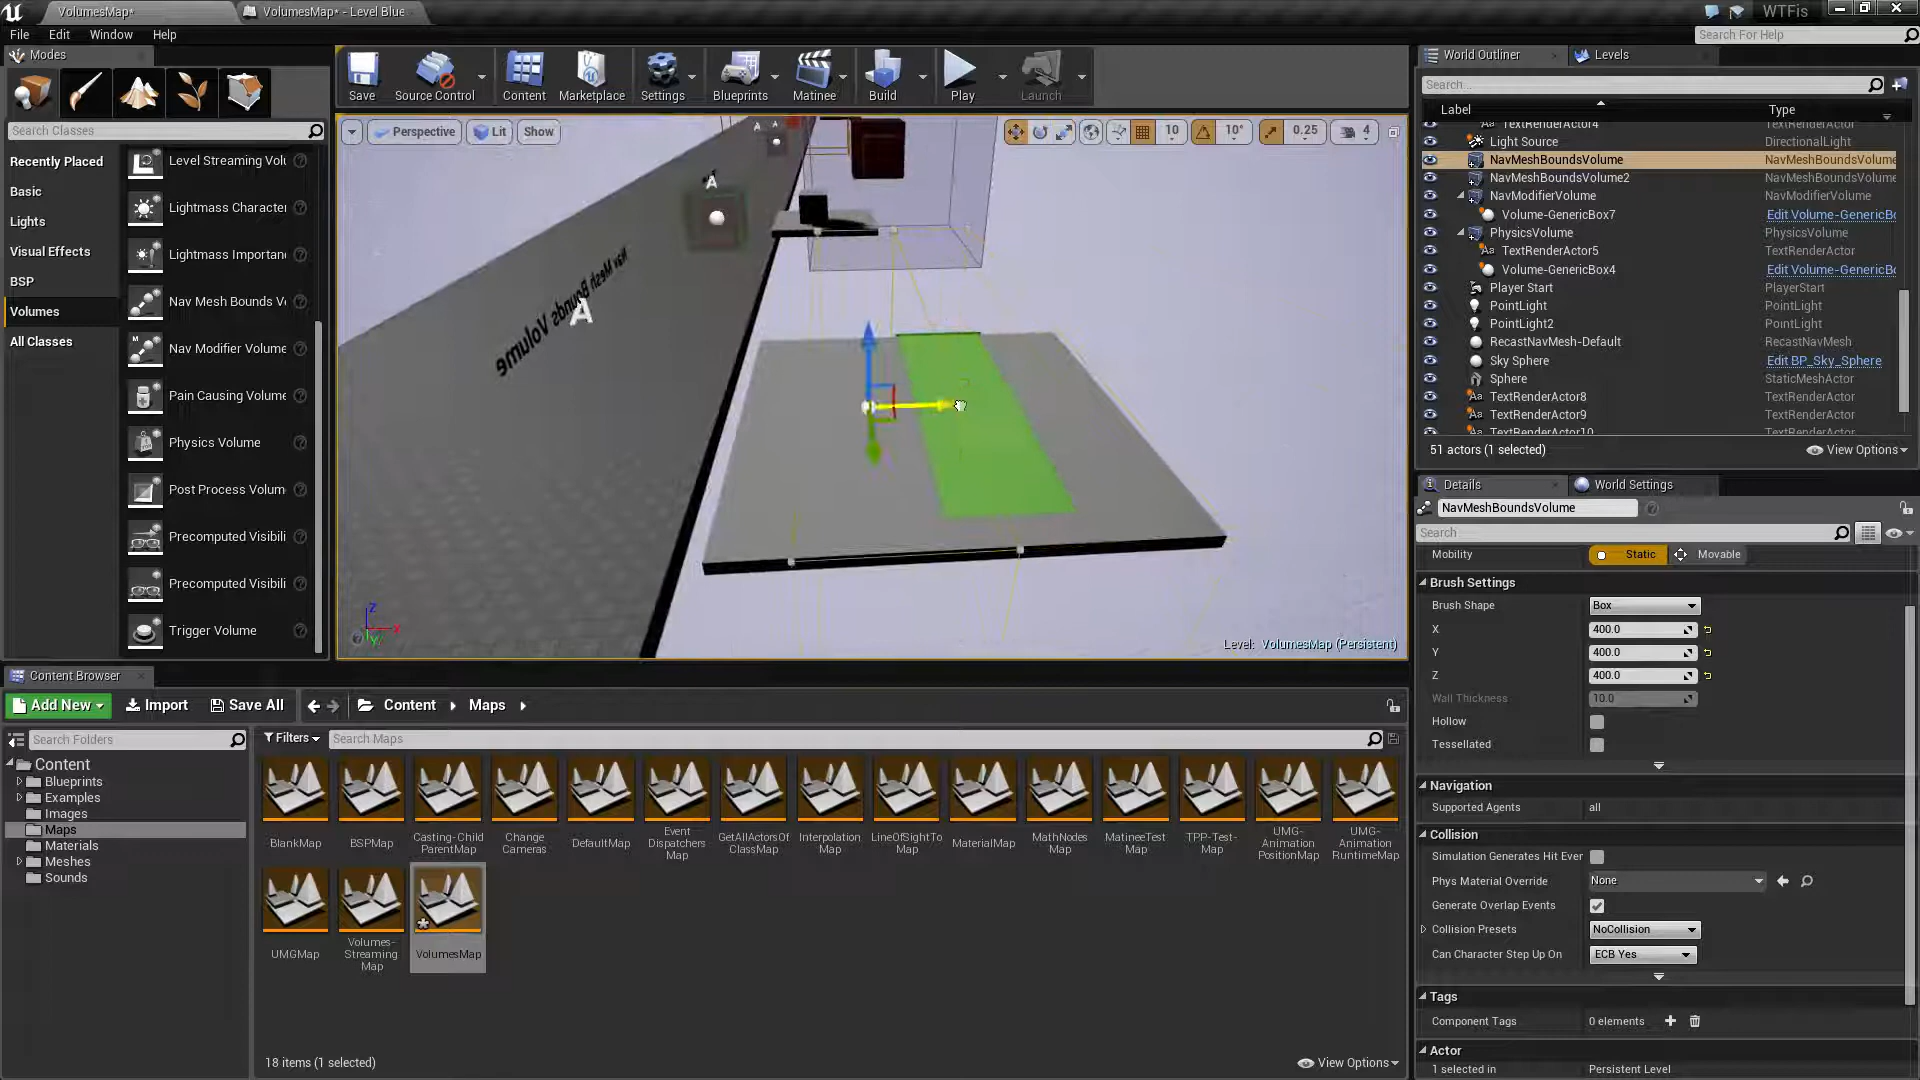 VolumesMap*
VolumesMap* - Level Blue
WTFis
File Edit Window Help
Search For Help
Modes
Search Classes
Recently Placed
Basic
Lights
Visual Effects
BSP
Volumes
All Classes
Level Streaming Volu
Lightmass Character
Lightmass Importan
Nav Mesh Bounds V
Nav Modifier Volume
Pain Causing Volume
Physics Volume
Post Process Volum
Precomputed Visibili
Precomputed Visibili
Trigger Volume
Save Source Control Content Marketplace Settings Blueprints Matinee Build Play Launch
Perspective Lit Show
10 10° 0.25 4
Nav Mesh Bounds Volume
Level: VolumesMap (Persistent)
World Outliner Levels
Search...
Label Type
TextRenderActor4 TextRenderActor
Light Source DirectionalLight
NavMeshBoundsVolume NavMeshBoundsVolume
NavMeshBoundsVolume2 NavMeshBoundsVolume
NavModifierVolume NavModifierVolume
Volume-GenericBox7 Edit Volume-GenericBo
PhysicsVolume PhysicsVolume
TextRenderActor5 TextRenderActor
Volume-GenericBox4 Edit Volume-GenericBo
Player Start PlayerStart
PointLight PointLight
PointLight2 PointLight
RecastNavMesh-Default RecastNavMesh
Sky Sphere Edit BP_Sky_Sphere
Sphere StaticMeshActor
TextRenderActor8 TextRenderActor
TextRenderActor9 TextRenderActor
TextRenderActor10 TextRenderActor
51 actors (1 selected) View Options
Details World Settings
NavMeshBoundsVolume
Search
Mobility Static Movable
Brush Settings
Brush Shape Box
X 400.0
Y 400.0
Z 400.0
Wall Thickness 10.0
Hollow
Tessellated
Navigation
Supported Agents all
Collision
Simulation Generates Hit Ever
Phys Material Override None
Generate Overlap Events
Collision Presets NoCollision
Can Character Step Up On ECB Yes
Tags
Component Tags 0 elements
Actor
1 selected in Persistent Level
Content Browser
Add New Import Save All Content Maps
Search Folders
Filters Search Maps
Content
Blueprints
Examples
Images
Maps
Materials
Meshes
Sounds
BlankMap
BSPMap
Casting-Child ParentMap
Change Cameras
DefaultMap
Event Dispatchers Map
GetAllActorsOf ClassMap
Interpolation Map
LineOfSightTo Map
MaterialMap
MathNodes Map
MatineeTest Map
TPP-Test-Map
UMG-Animation PositionMap
UMG-Animation RuntimeMap
UMGMap
Volumes-Streaming Map
VolumesMap
18 items (1 selected) View Options